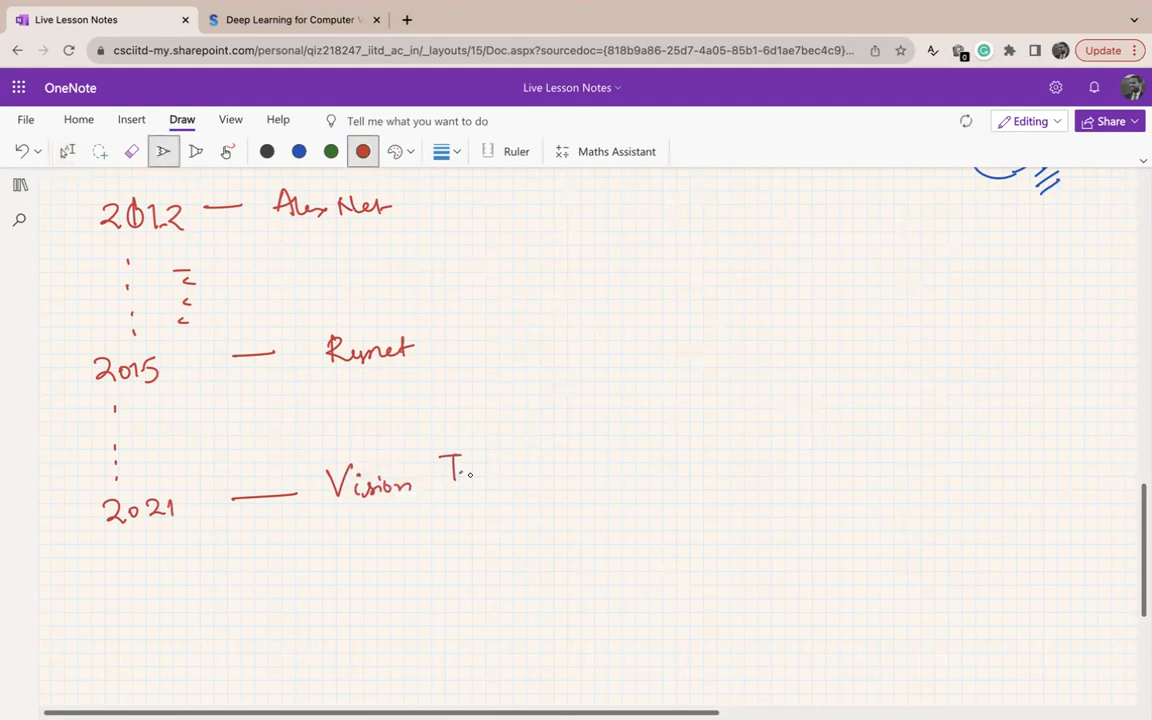 Live Lesson Notes
Deep Learning for Computer V
csciitd-my.sharepoint.com/personal/qiz218247_iitd_ac_in/_layouts/15/Doc.aspx?sourcedoc={818b9a86-25d7-4a05-85b1-6d1ae7bec4c9}...
0
Update
OneNote
Live Lesson Notes
File Home Insert Draw View Help Tell me what you want to do
Editing
Share
Ruler
Maths Assistant
2012 — AlexNet
2015 — Resnet
2021 — Vision T